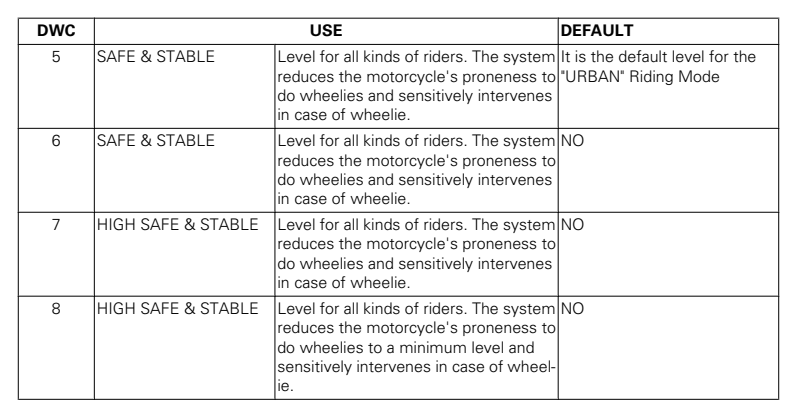 DWC USE DEFAULT
5 SAFE & STABLE Level for all kinds of riders. The system It is the default level for the
reduces the motorcycle's proneness to "URBAN" Riding Mode
do wheelies and sensitively intervenes
in case of wheelie.
6 SAFE & STABLE Level for all kinds of riders. The system NO
reduces the motorcycle's proneness to
do wheelies and sensitively intervenes
in case of wheelie.
7 HIGH SAFE & STABLE Level for all kinds of riders. The system NO
reduces the motorcycle's proneness to
do wheelies and sensitively intervenes
in case of wheelie.
8 HIGH SAFE & STABLE Level for all kinds of riders. The system NO
reduces the motorcycle's proneness to
do wheelies to a minimum level and
sensitively intervenes in case of wheel-
ie.